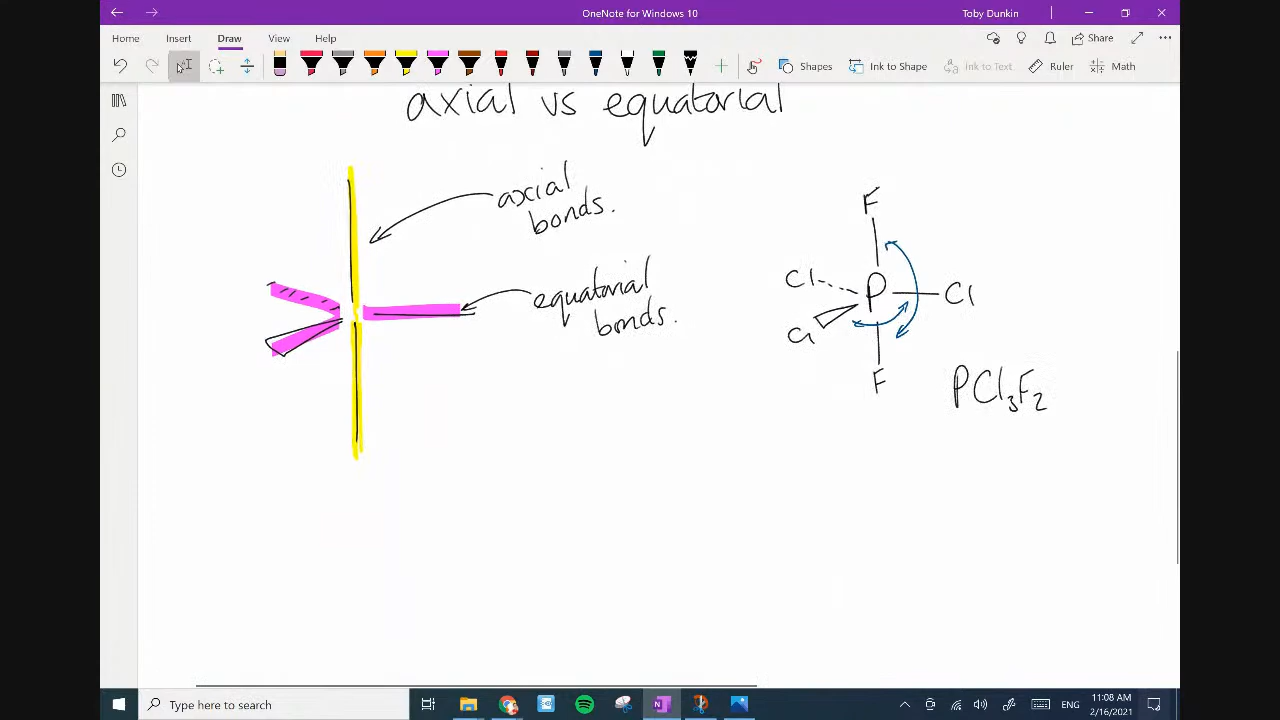 OneNote for Windows 10
Toby Dunkin
Home
Insert
Draw
View
Help
Share
Shapes
Ink to Shape
Ink to Text
Ruler
Math
axial vs equatorial
axial
bonds.
equatorial
bonds.
F
Cl
P
Cl
Cl
F
PCl₃F₂
Type here to search
ENG
11:08 AM
2/16/2021